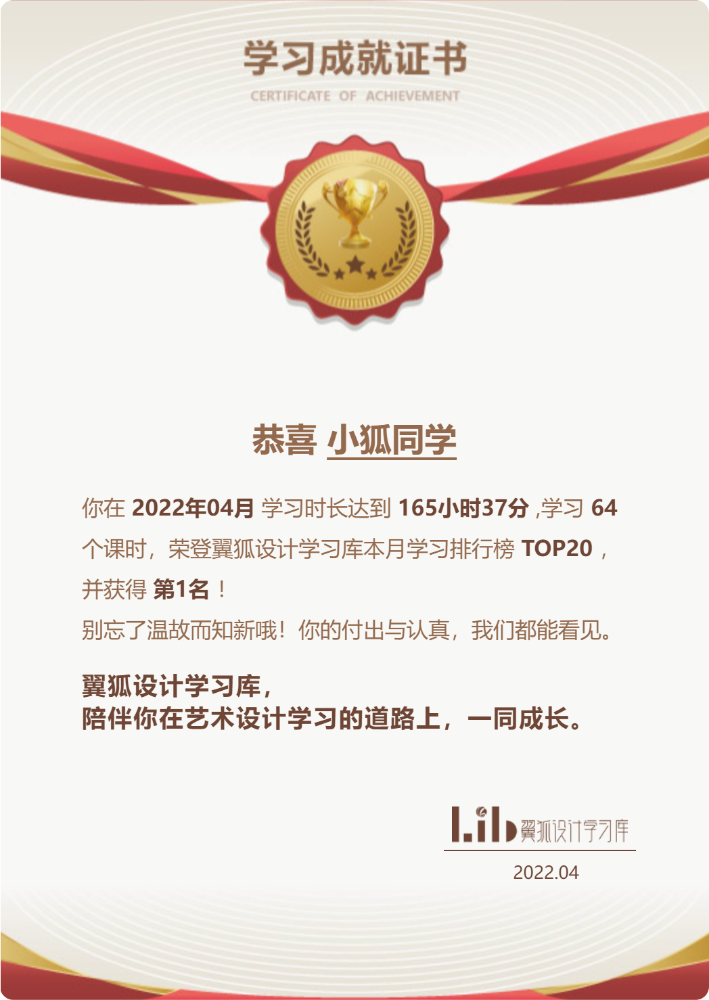 学习成就证书
CERTIFICATE OF ACHIEVEMENT
恭喜 小狐同学
你在 2022年04月 学习时长达到 165小时37分 ,学习 64
个课时，荣登翼狐设计学习库本月学习排行榜 TOP20 ，
并获得 第1名 ！
别忘了温故而知新哦！你的付出与认真，我们都能看见。
翼狐设计学习库，
陪伴你在艺术设计学习的道路上，一同成长。
Lib 翼狐设计学习库
2022.04